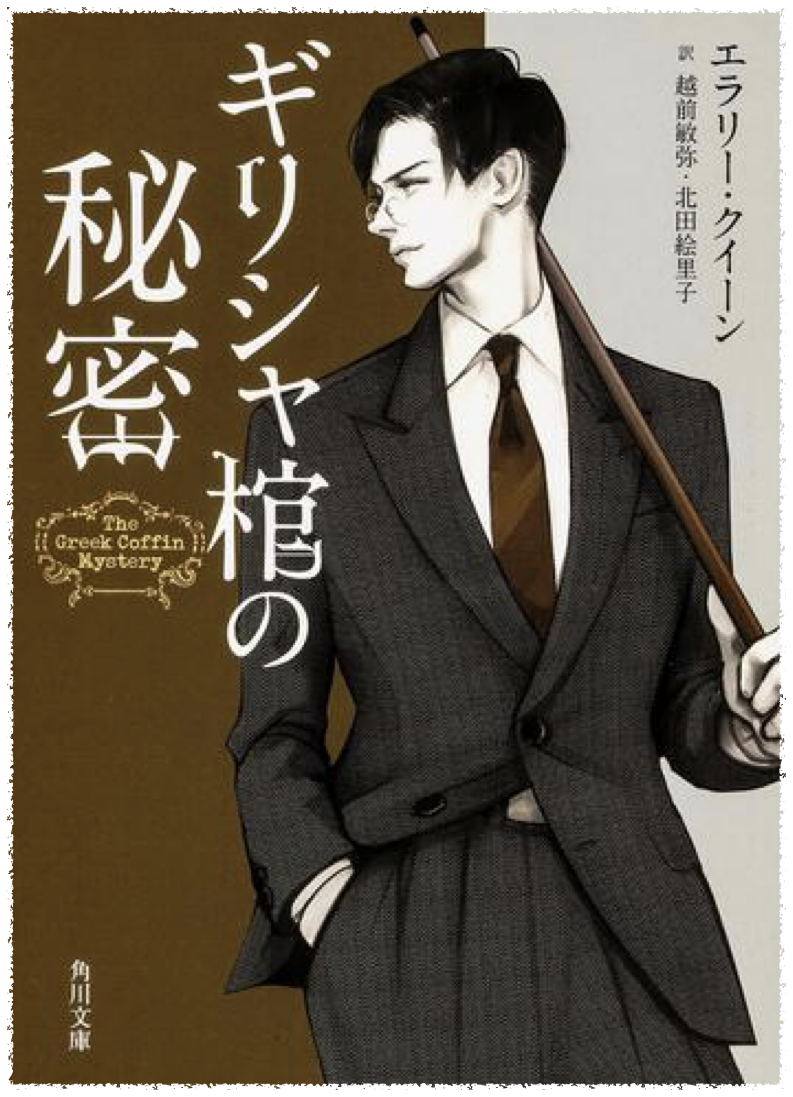 エラリー・クイーン
訳 越前敏弥・北田絵里子
ギリシャ棺の
秘密
The
Greek Coffin
Mystery
角川文庫